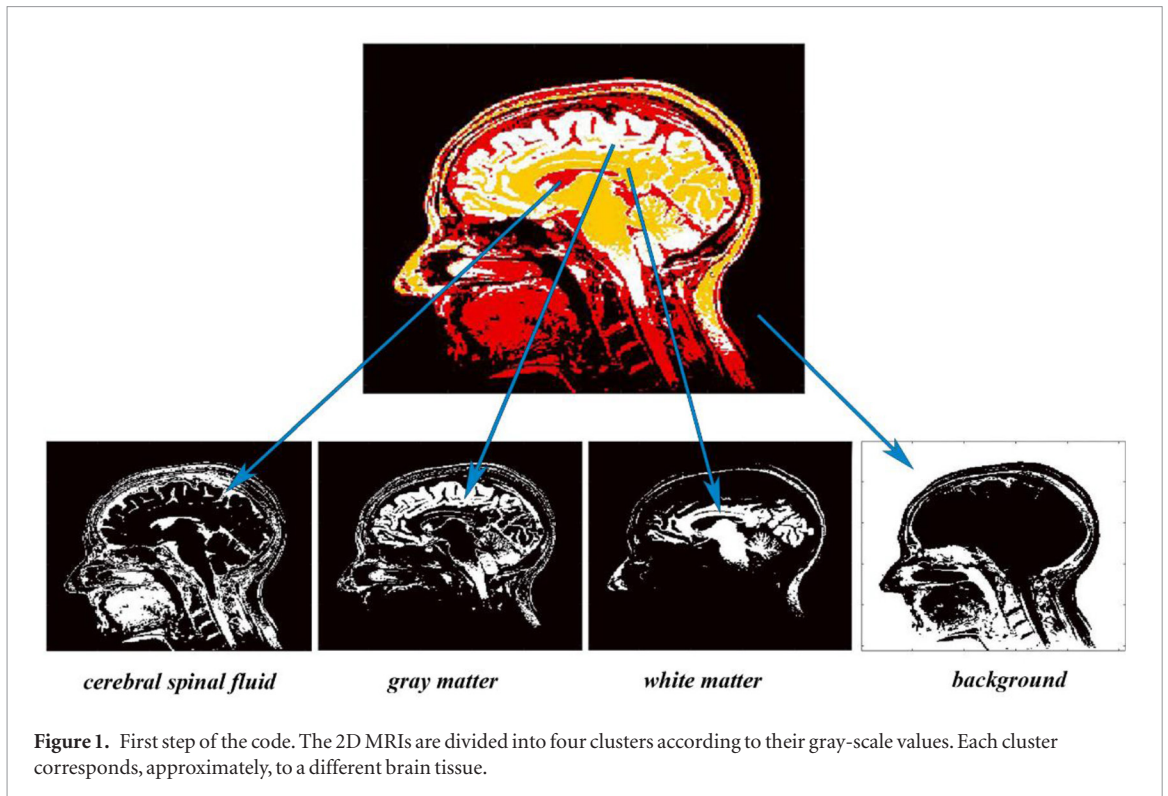 cerebral spinal fluid gray matter white matter background
Figure 1. First step of the code. The 2D MRIs are divided into four clusters according to their gray-scale values. Each cluster
corresponds, approximately, to a different brain tissue.